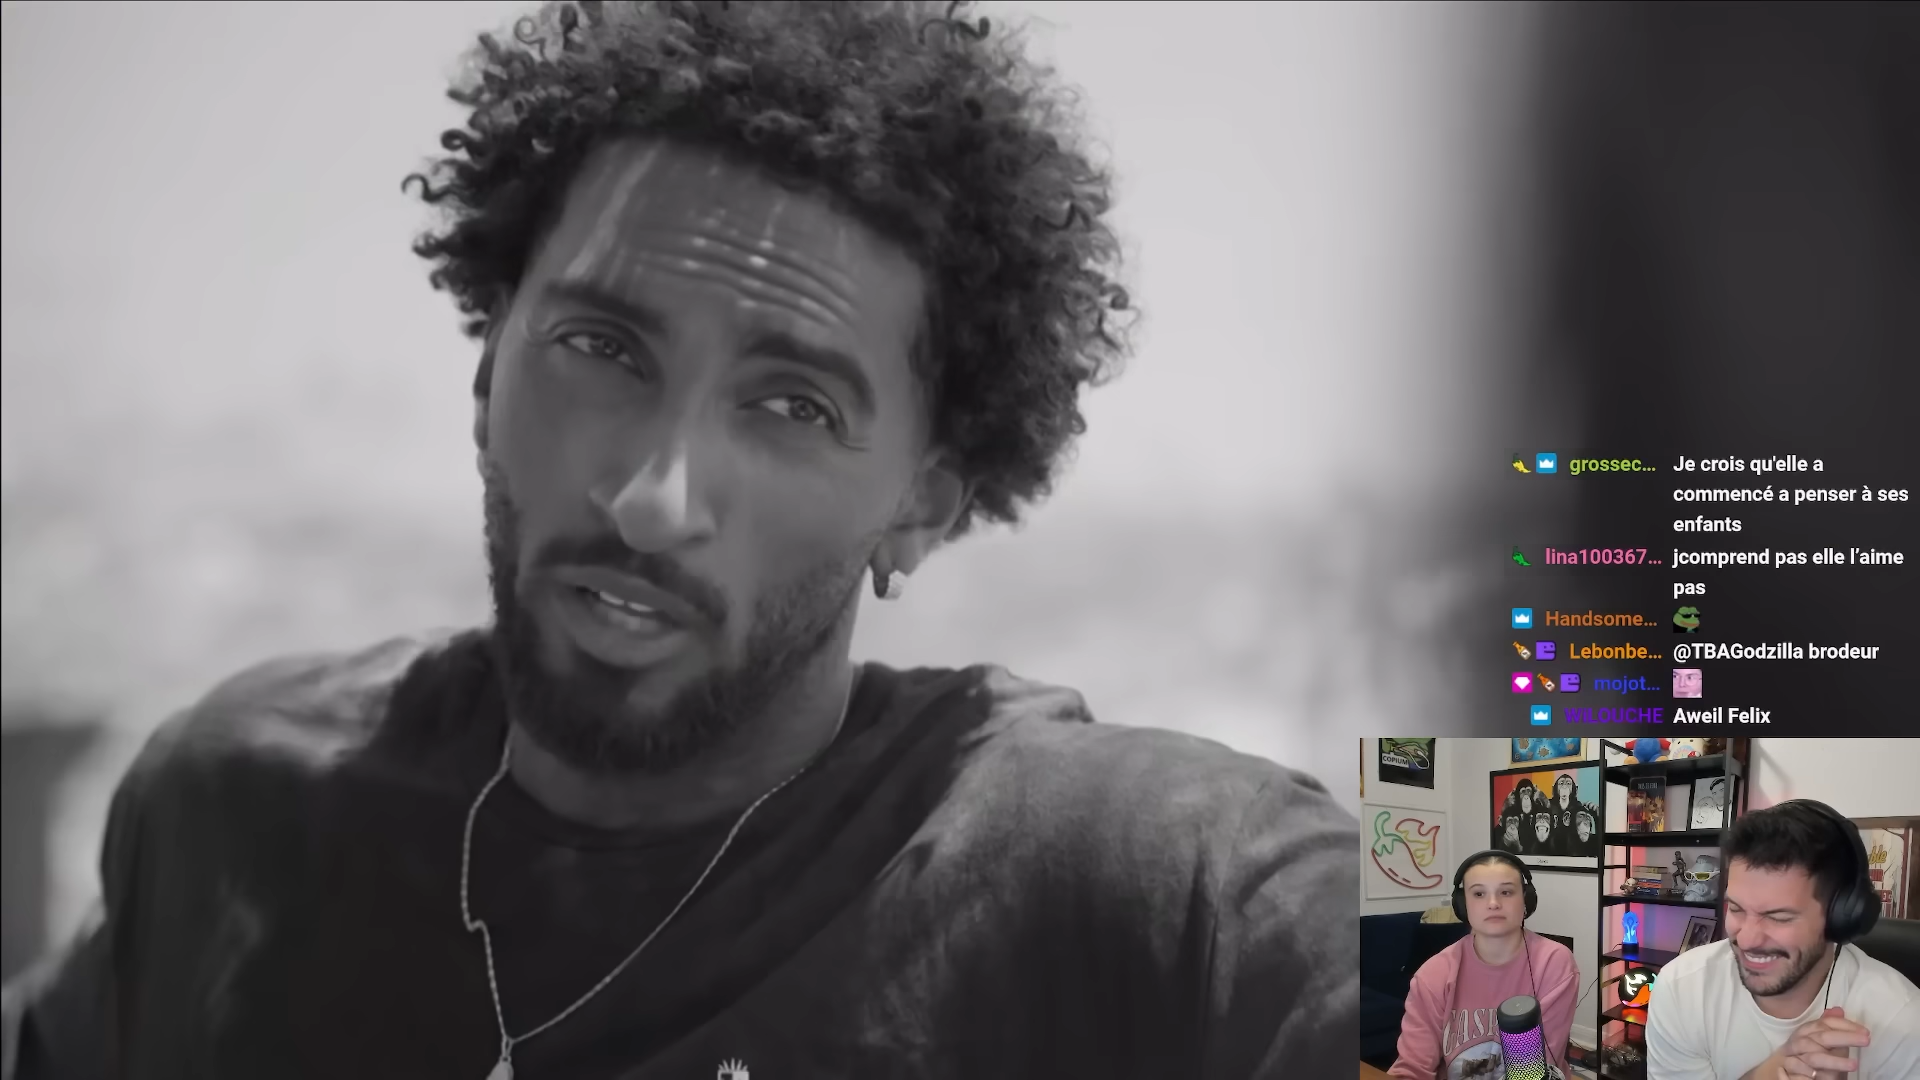 grossec... Je crois qu'elle a
commencé a penser à ses
enfants
lina100367... jcomprend pas elle l’aime
pas
Handsome...
Lebonbe... @TBAGodzilla brodeur
mojot...
WILOUCHE Aweil Felix
COPIUM